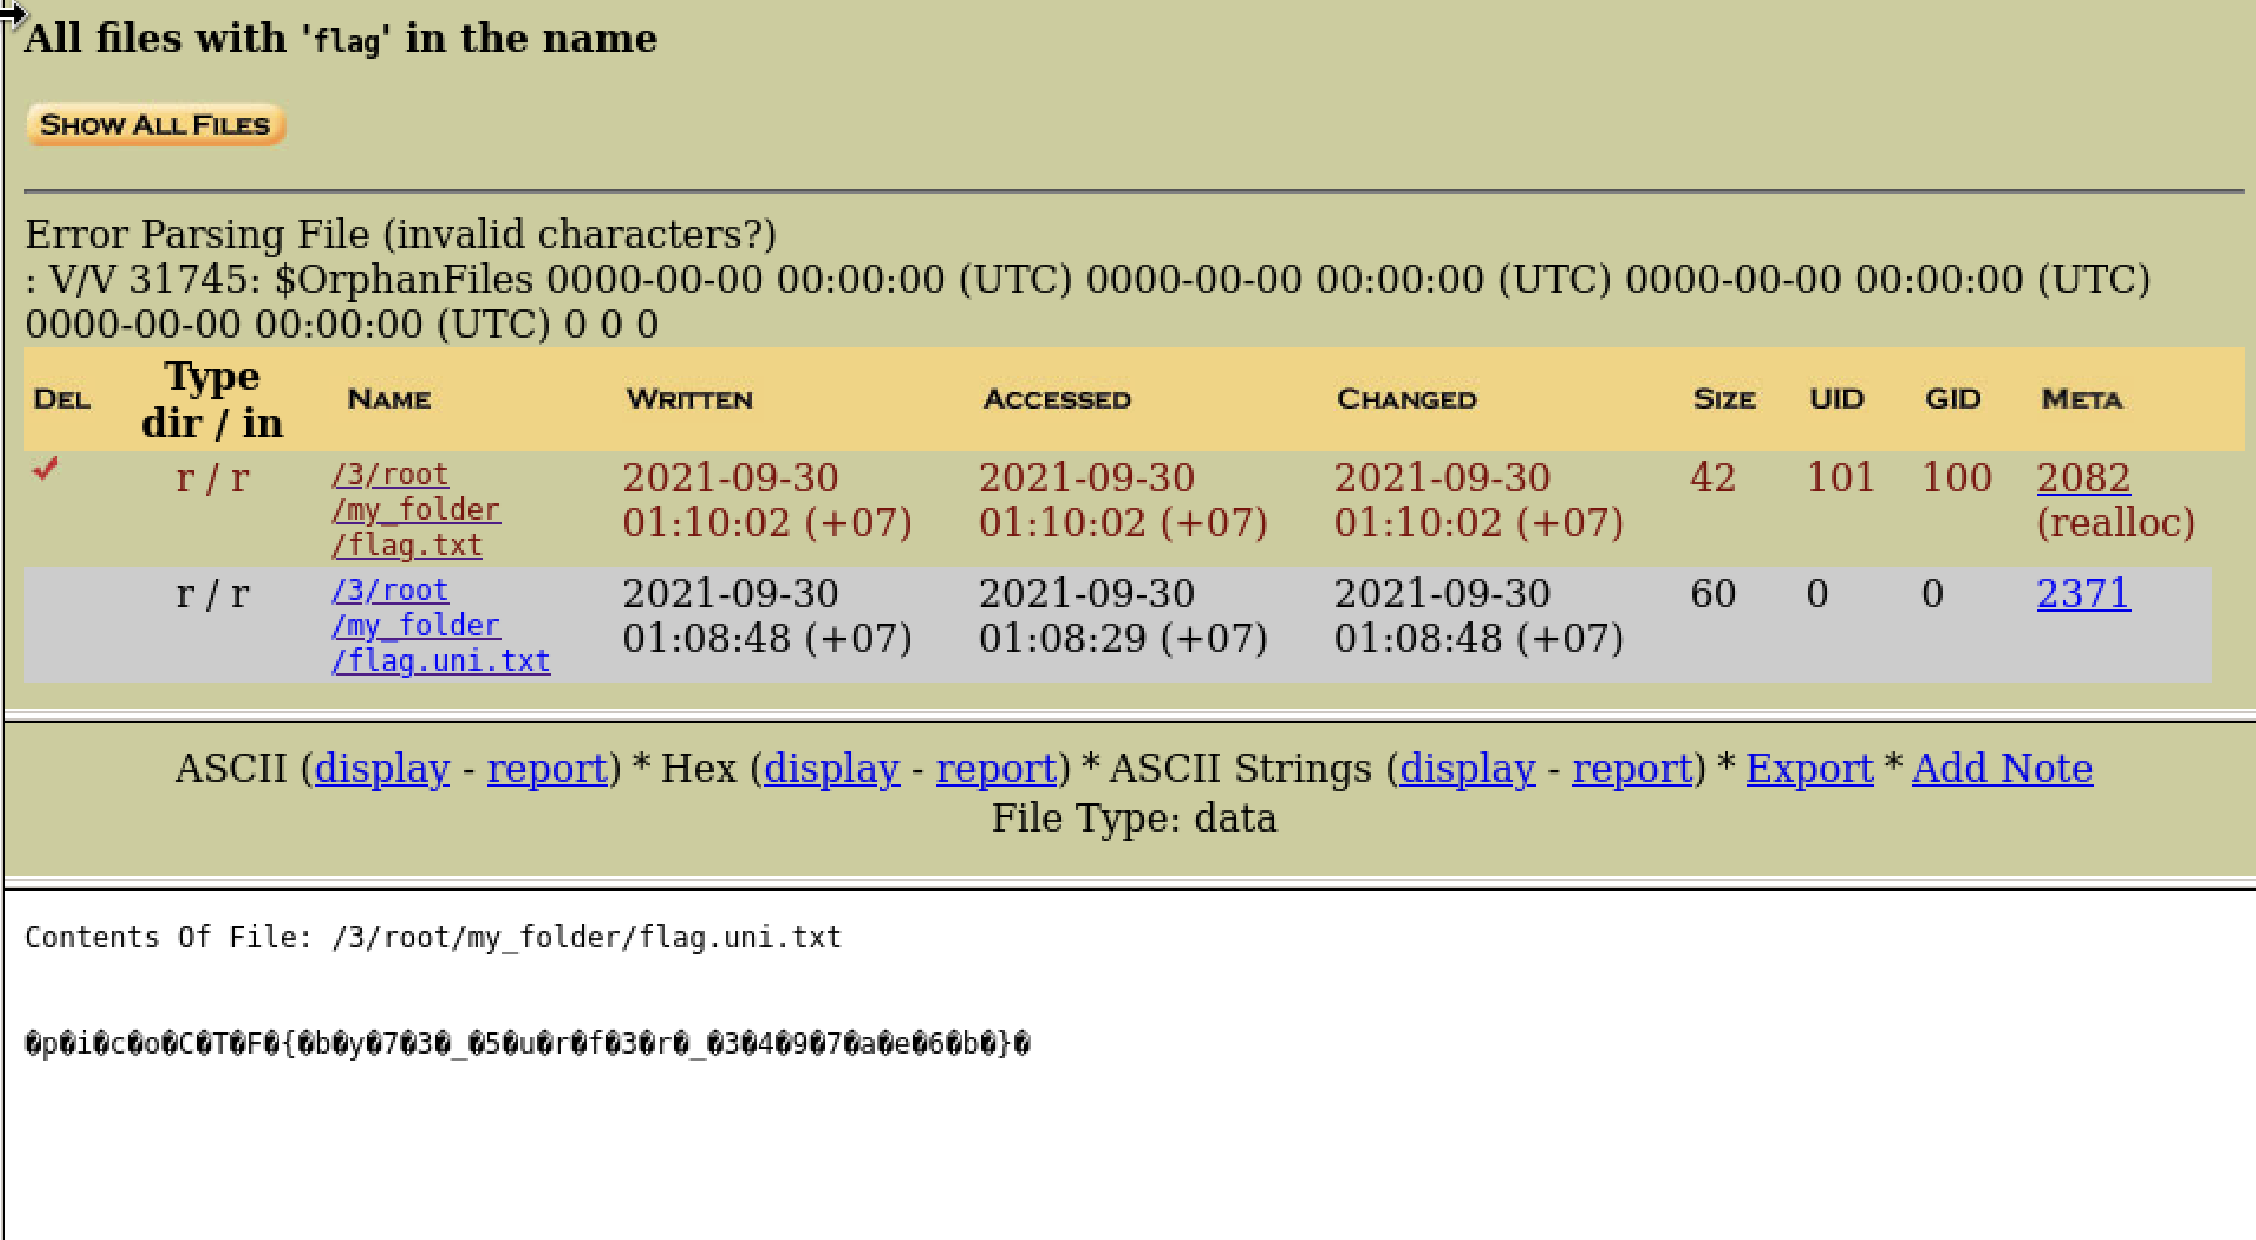 All files with 'flag' in the name
SHOW ALL FILES
Error Parsing File (invalid characters?)
: V/V 31745: $OrphanFiles 0000-00-00 00:00:00 (UTC) 0000-00-00 00:00:00 (UTC) 0000-00-00 00:00:00 (UTC)
0000-00-00 00:00:00 (UTC) 0 0 0
DEL Type dir / in NAME WRITTEN ACCESSED CHANGED SIZE UID GID META
r / r /3/root 2021-09-30 2021-09-30 2021-09-30 42 101 100 2082
/my_folder 01:10:02 (+07) 01:10:02 (+07) 01:10:02 (+07) (realloc)
/flag.txt
r / r /3/root 2021-09-30 2021-09-30 2021-09-30 60 0 0 2371
/my_folder 01:08:48 (+07) 01:08:29 (+07) 01:08:48 (+07)
/flag.uni.txt
ASCII (display - report) * Hex (display - report) * ASCII Strings (display - report) * Export * Add Note
File Type: data
Contents Of File: /3/root/my_folder/flag.uni.txt
�p�i�c�o�C�T�F�{�b�y�7�3�_�5�u�r�f�3�r�_�3�4�9�7�a�e�6�b�}�